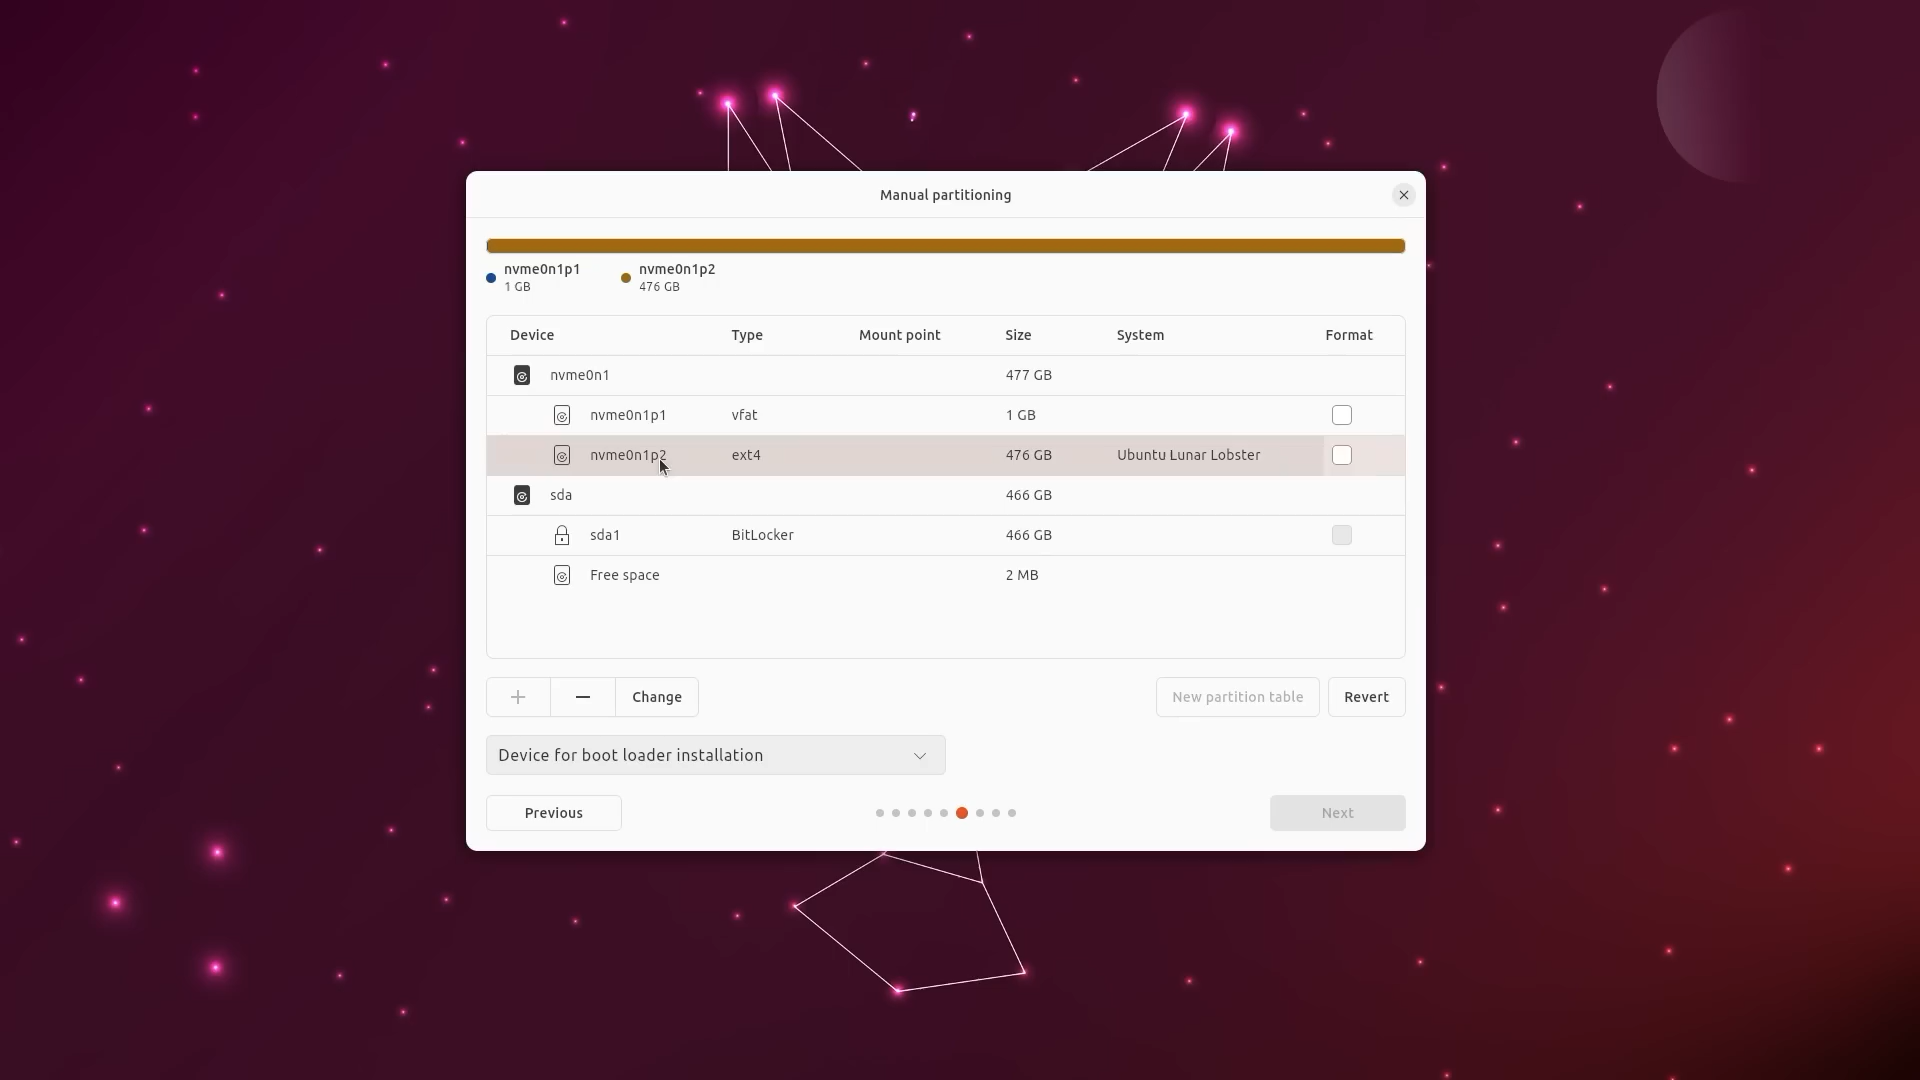 Manual partitioning
nvme0n1p1
1 GB
nvme0n1p2
476 GB
Device Type Mount point Size System Format
nvme0n1 477 GB
nvme0n1p1 vfat 1 GB
nvme0n1p2 ext4 476 GB Ubuntu Lunar Lobster
sda 466 GB
sda1 BitLocker 466 GB
Free space 2 MB
Change New partition table Revert
Device for boot loader installation
Previous Next